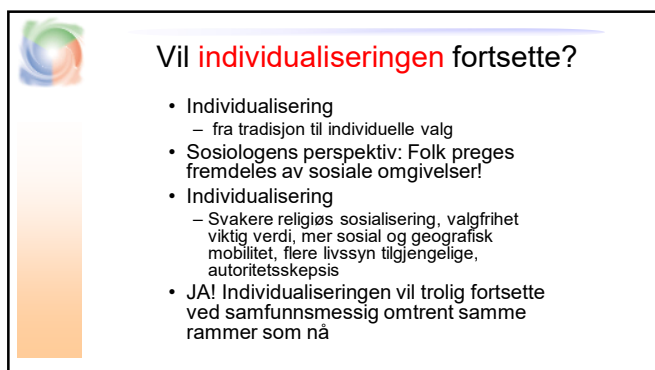 Vil individualiseringen fortsette?
• Individualisering
– fra tradisjon til individuelle valg
• Sosiologens perspektiv: Folk preges
fremdeles av sosiale omgivelser!
• Individualisering
– Svakere religiøs sosialisering, valgfrihet
viktig verdi, mer sosial og geografisk
mobilitet, flere livssyn tilgjengelige,
autoritetsskepsis
• JA! Individualiseringen vil trolig fortsette
ved samfunnsmessig omtrent samme
rammer som nå